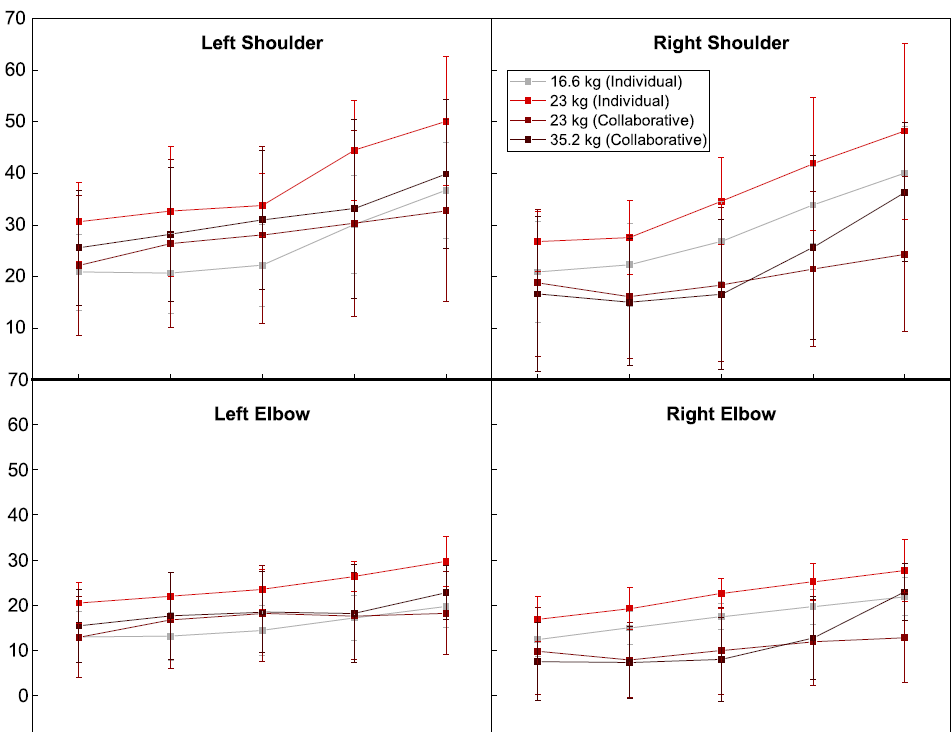 70
Left Shoulder
Right Shoulder
60
16.6 kg (Individual)
23 kg (Individual)
23 kg (Collaborative)
35.2 kg (Collaborative)
50
40
30
20
10
70
Left Elbow
Right Elbow
60
50
40
30
20
10
0